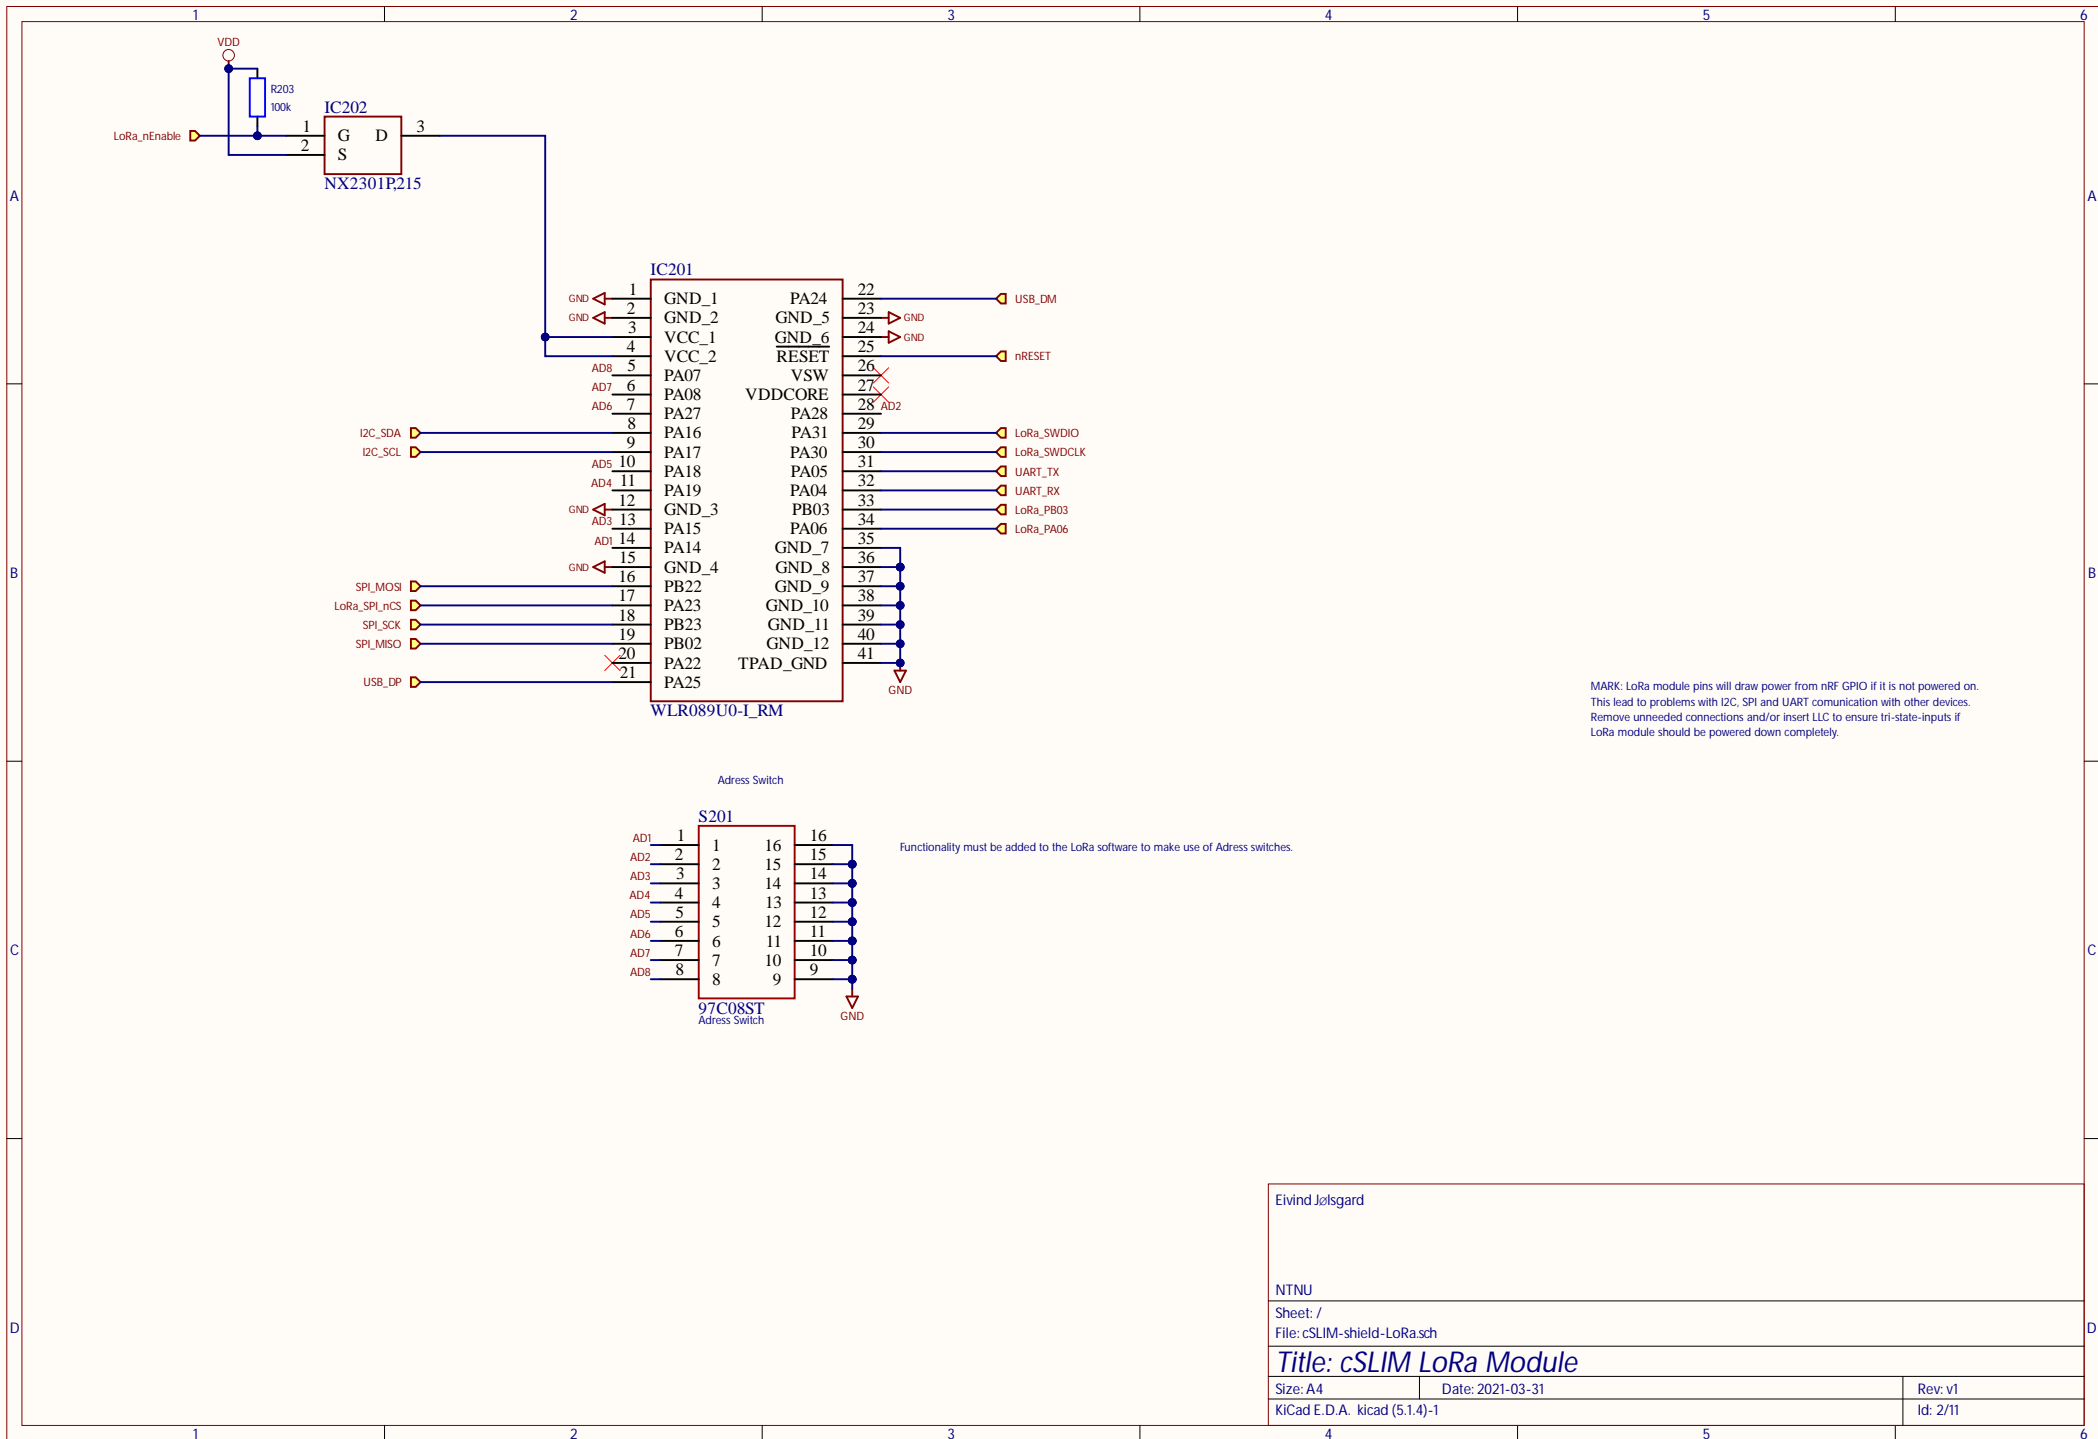 1 2 3 4 5 6
VDD
R203
100k
IC202
LoRa_nEnable
1 G D 3
2 S
NX2301P,215
A A
IC201
GND 1 GND_1 PA24 22 USB_DM
GND 2 GND_2 GND_5 23 GND
3 VCC_1 GND_6 24 GND
4 VCC_2 RESET 25 nRESET
AD8 5 PA07 VSW 26
AD7 6 PA08 VDDCORE 27
AD6 7 PA27 PA28 28 AD2
I2C_SDA 8 PA16 PA31 29 LoRa_SWDIO
I2C_SCL 9 PA17 PA30 30 LoRa_SWDCLK
AD5 10 PA18 PA05 31 UART_TX
AD4 11 PA19 PA04 32 UART_RX
GND 12 GND_3 PB03 33 LoRa_PB03
AD3 13 PA15 PA06 34 LoRa_PA06
AD1 14 PA14 GND_7 35
GND 15 GND_4 GND_8 36
SPI_MOSI 16 PB22 GND_9 37
LoRa_SPI_nCS 17 PA23 GND_10 38
SPI_SCK 18 PB23 GND_11 39
SPI_MISO 19 PB02 GND_12 40
20 PA22 TPAD_GND 41
USB_DP 21 PA25
GND
WLR089U0-I_RM
B B
MARK: LoRa module pins will draw power from nRF GPIO if it is not powered on.
This lead to problems with I2C, SPI and UART comunication with other devices.
Remove unneeded connections and/or insert LLC to ensure tri-state-inputs if
LoRa module should be powered down completely.
Adress Switch
S201
AD1 1 1 16 16
AD2 2 2 15 15
AD3 3 3 14 14
AD4 4 4 13 13
AD5 5 5 12 12
AD6 6 6 11 11
AD7 7 7 10 10
AD8 8 8 9 9
97C08ST
Adress Switch
GND
Functionality must be added to the LoRa software to make use of Adress switches.
C C
Eivind Jølsgard
NTNU
Sheet: /
File: cSLIM-shield-LoRa.sch
Title: cSLIM LoRa Module
Size: A4 Date: 2021-03-31 Rev: v1
KiCad E.D.A. kicad (5.1.4)-1 Id: 2/11
D D
1 2 3 4 5 6